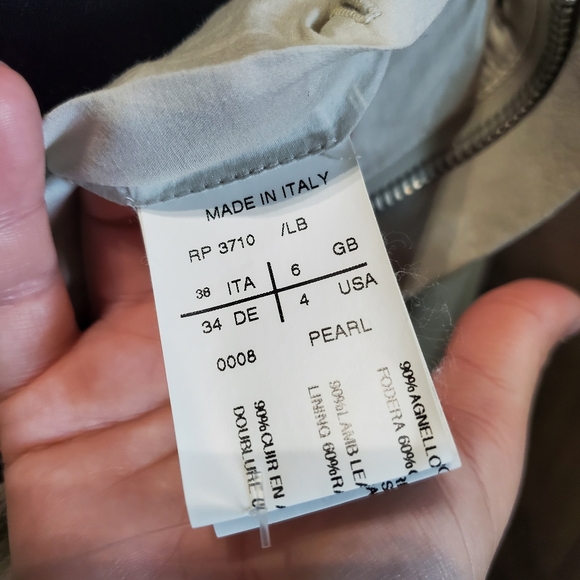 MADE IN ITALY
RP 3710 /LB
38 ITA 6 GB
34 DE 4 USA
0008 PEARL
90% AGNELLO
FODERA 60%
90% LAMB LEA
LINING 60% RA
90% CUIR EN
DOUBLURE